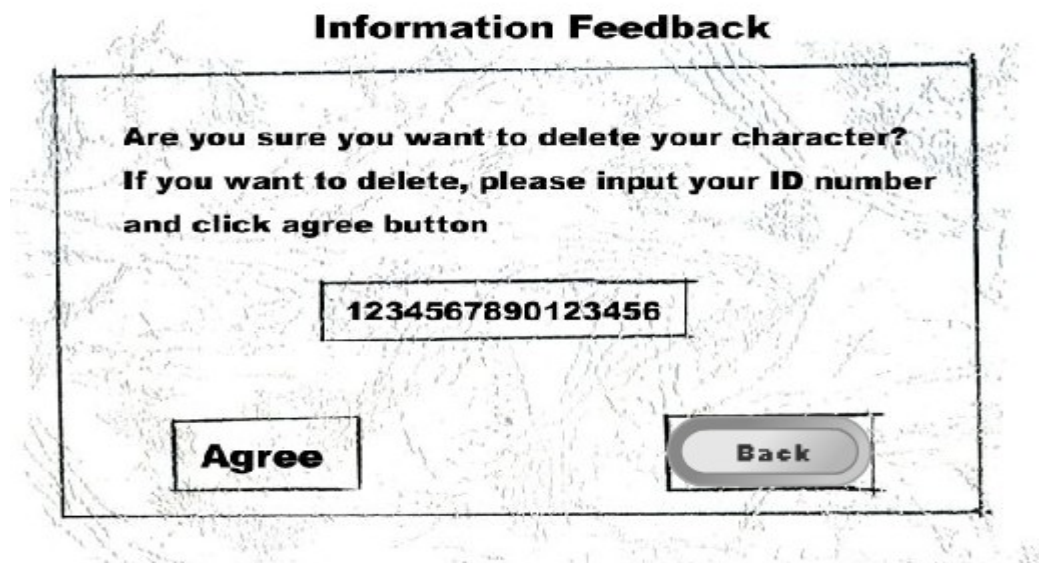 Information Feedback
Are you sure you want to delete your character?
If you want to delete, please input your ID number
and click agree button
1234567890123456
Agree
Back